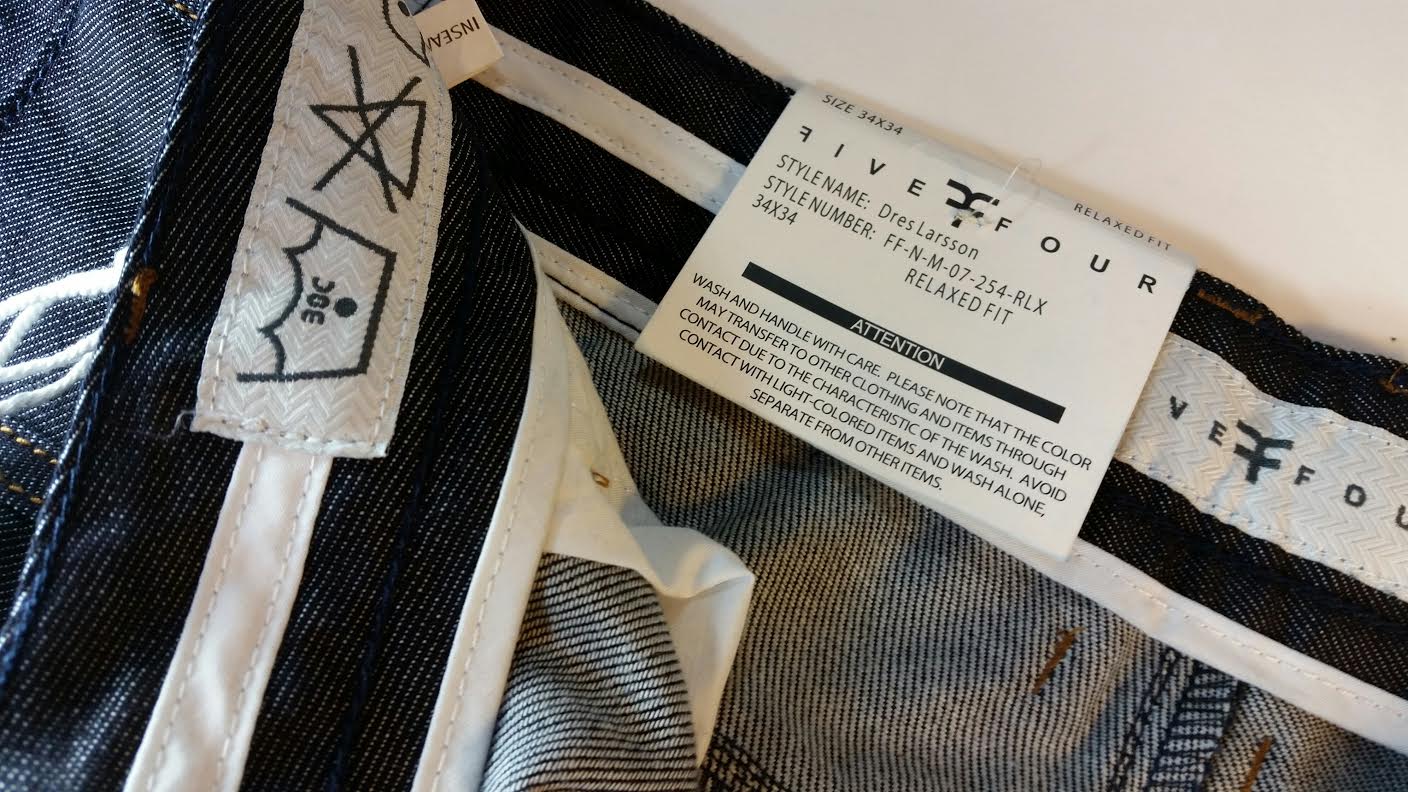 INSEAM
30C
SIZE 34X34
RELAXED FIT
FIVE FOUR
STYLE NAME: Dres Larsson
STYLE NUMBER: FF-N-M-07-254-RLX
34X34 RELAXED FIT
ATTENTION
WASH AND HANDLE WITH CARE. PLEASE NOTE THAT THE COLOR
MAY TRANSFER TO OTHER CLOTHING AND ITEMS THROUGH
CONTACT DUE TO THE CHARACTERISTIC OF THE WASH. AVOID
CONTACT WITH LIGHT-COLORED ITEMS AND WASH ALONE,
SEPARATE FROM OTHER ITEMS.
VE FOU